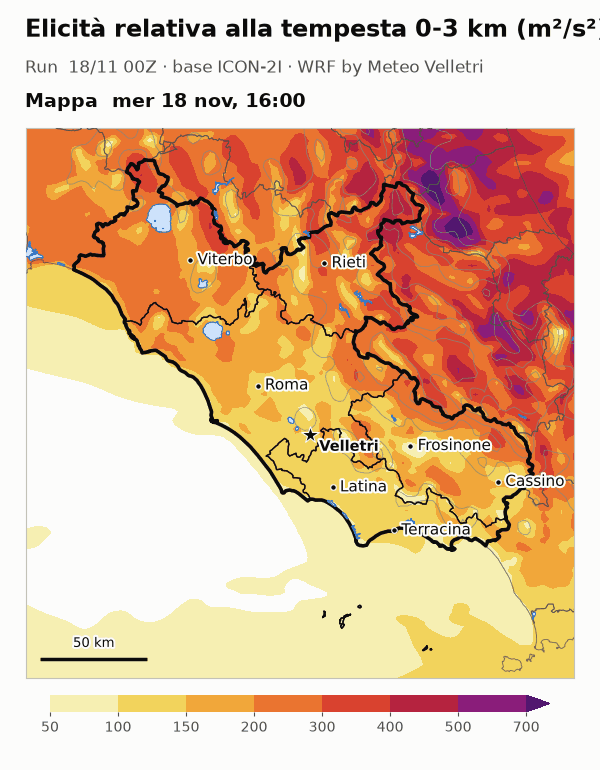 Elicità relativa alla tempesta 0-3 km (m²/s²)
Run  18/11 00Z · base ICON-2I · WRF by Meteo Velletri
Mappa  mer 18 nov, 16:00
Viterbo
Rieti
Roma
Velletri
Frosinone
Latina
Cassino
Terracina
50 km
50 100 150 200 300 400 500 700